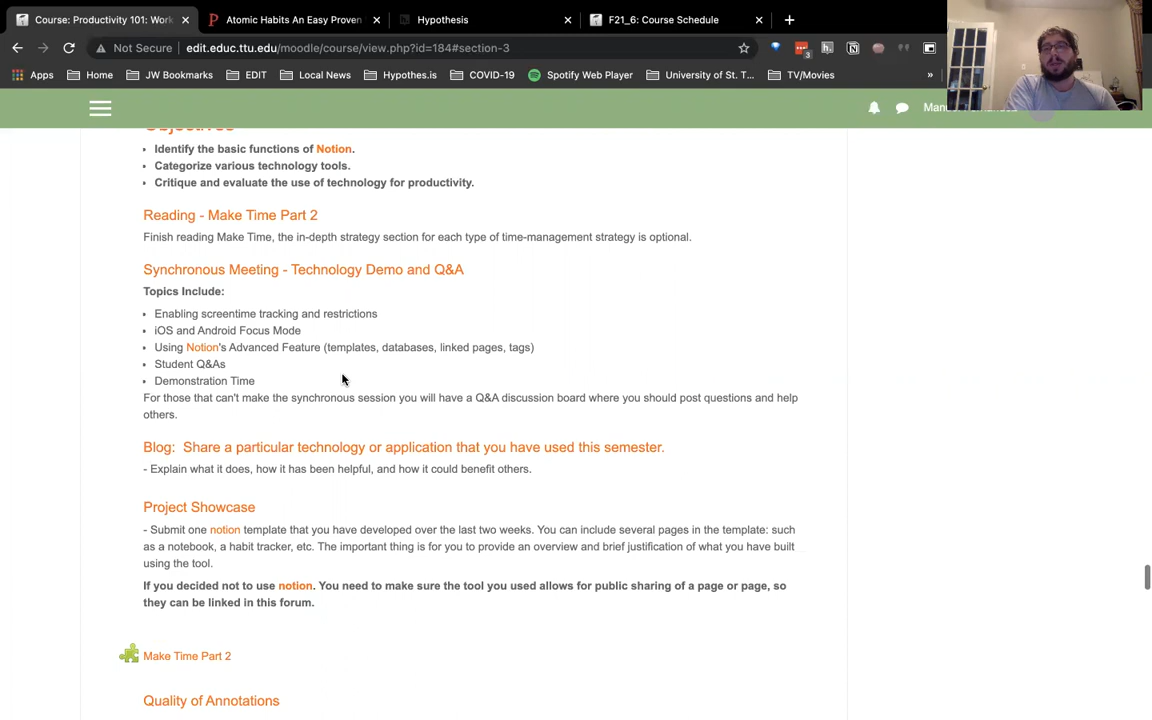 Course: Productivity 101: Work
Atomic Habits An Easy Proven
Hypothesis
F21_6: Course Schedule
Not Secure
edit.educ.ttu.edu/moodle/course/view.php?id=184#section-3
Apps
Home
JW Bookmarks
EDIT
Local News
Hypothes.is
COVID-19
Spotify Web Player
University of St. T...
TV/Movies
»
Objectives
• Identify the basic functions of Notion.
• Categorize various technology tools.
• Critique and evaluate the use of technology for productivity.
Reading - Make Time Part 2
Finish reading Make Time, the in-depth strategy section for each type of time-management strategy is optional.
Synchronous Meeting - Technology Demo and Q&A
Topics Include:
• Enabling screentime tracking and restrictions
• iOS and Android Focus Mode
• Using Notion's Advanced Feature (templates, databases, linked pages, tags)
• Student Q&As
• Demonstration Time
For those that can't make the synchronous session you will have a Q&A discussion board where you should post questions and help
others.
Blog: Share a particular technology or application that you have used this semester.
- Explain what it does, how it has been helpful, and how it could benefit others.
Project Showcase
- Submit one notion template that you have developed over the last two weeks. You can include several pages in the template: such
as a notebook, a habit tracker, etc. The important thing is for you to provide an overview and brief justification of what you have built
using the tool.
If you decided not to use notion. You need to make sure the tool you used allows for public sharing of a page or page, so
they can be linked in this forum.
Make Time Part 2
Quality of Annotations